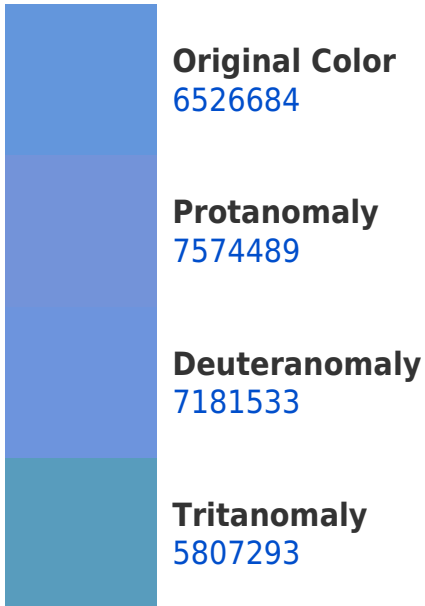 Original Color
6526684
Protanomaly
7574489
Deuteranomaly
7181533
Tritanomaly
5807293